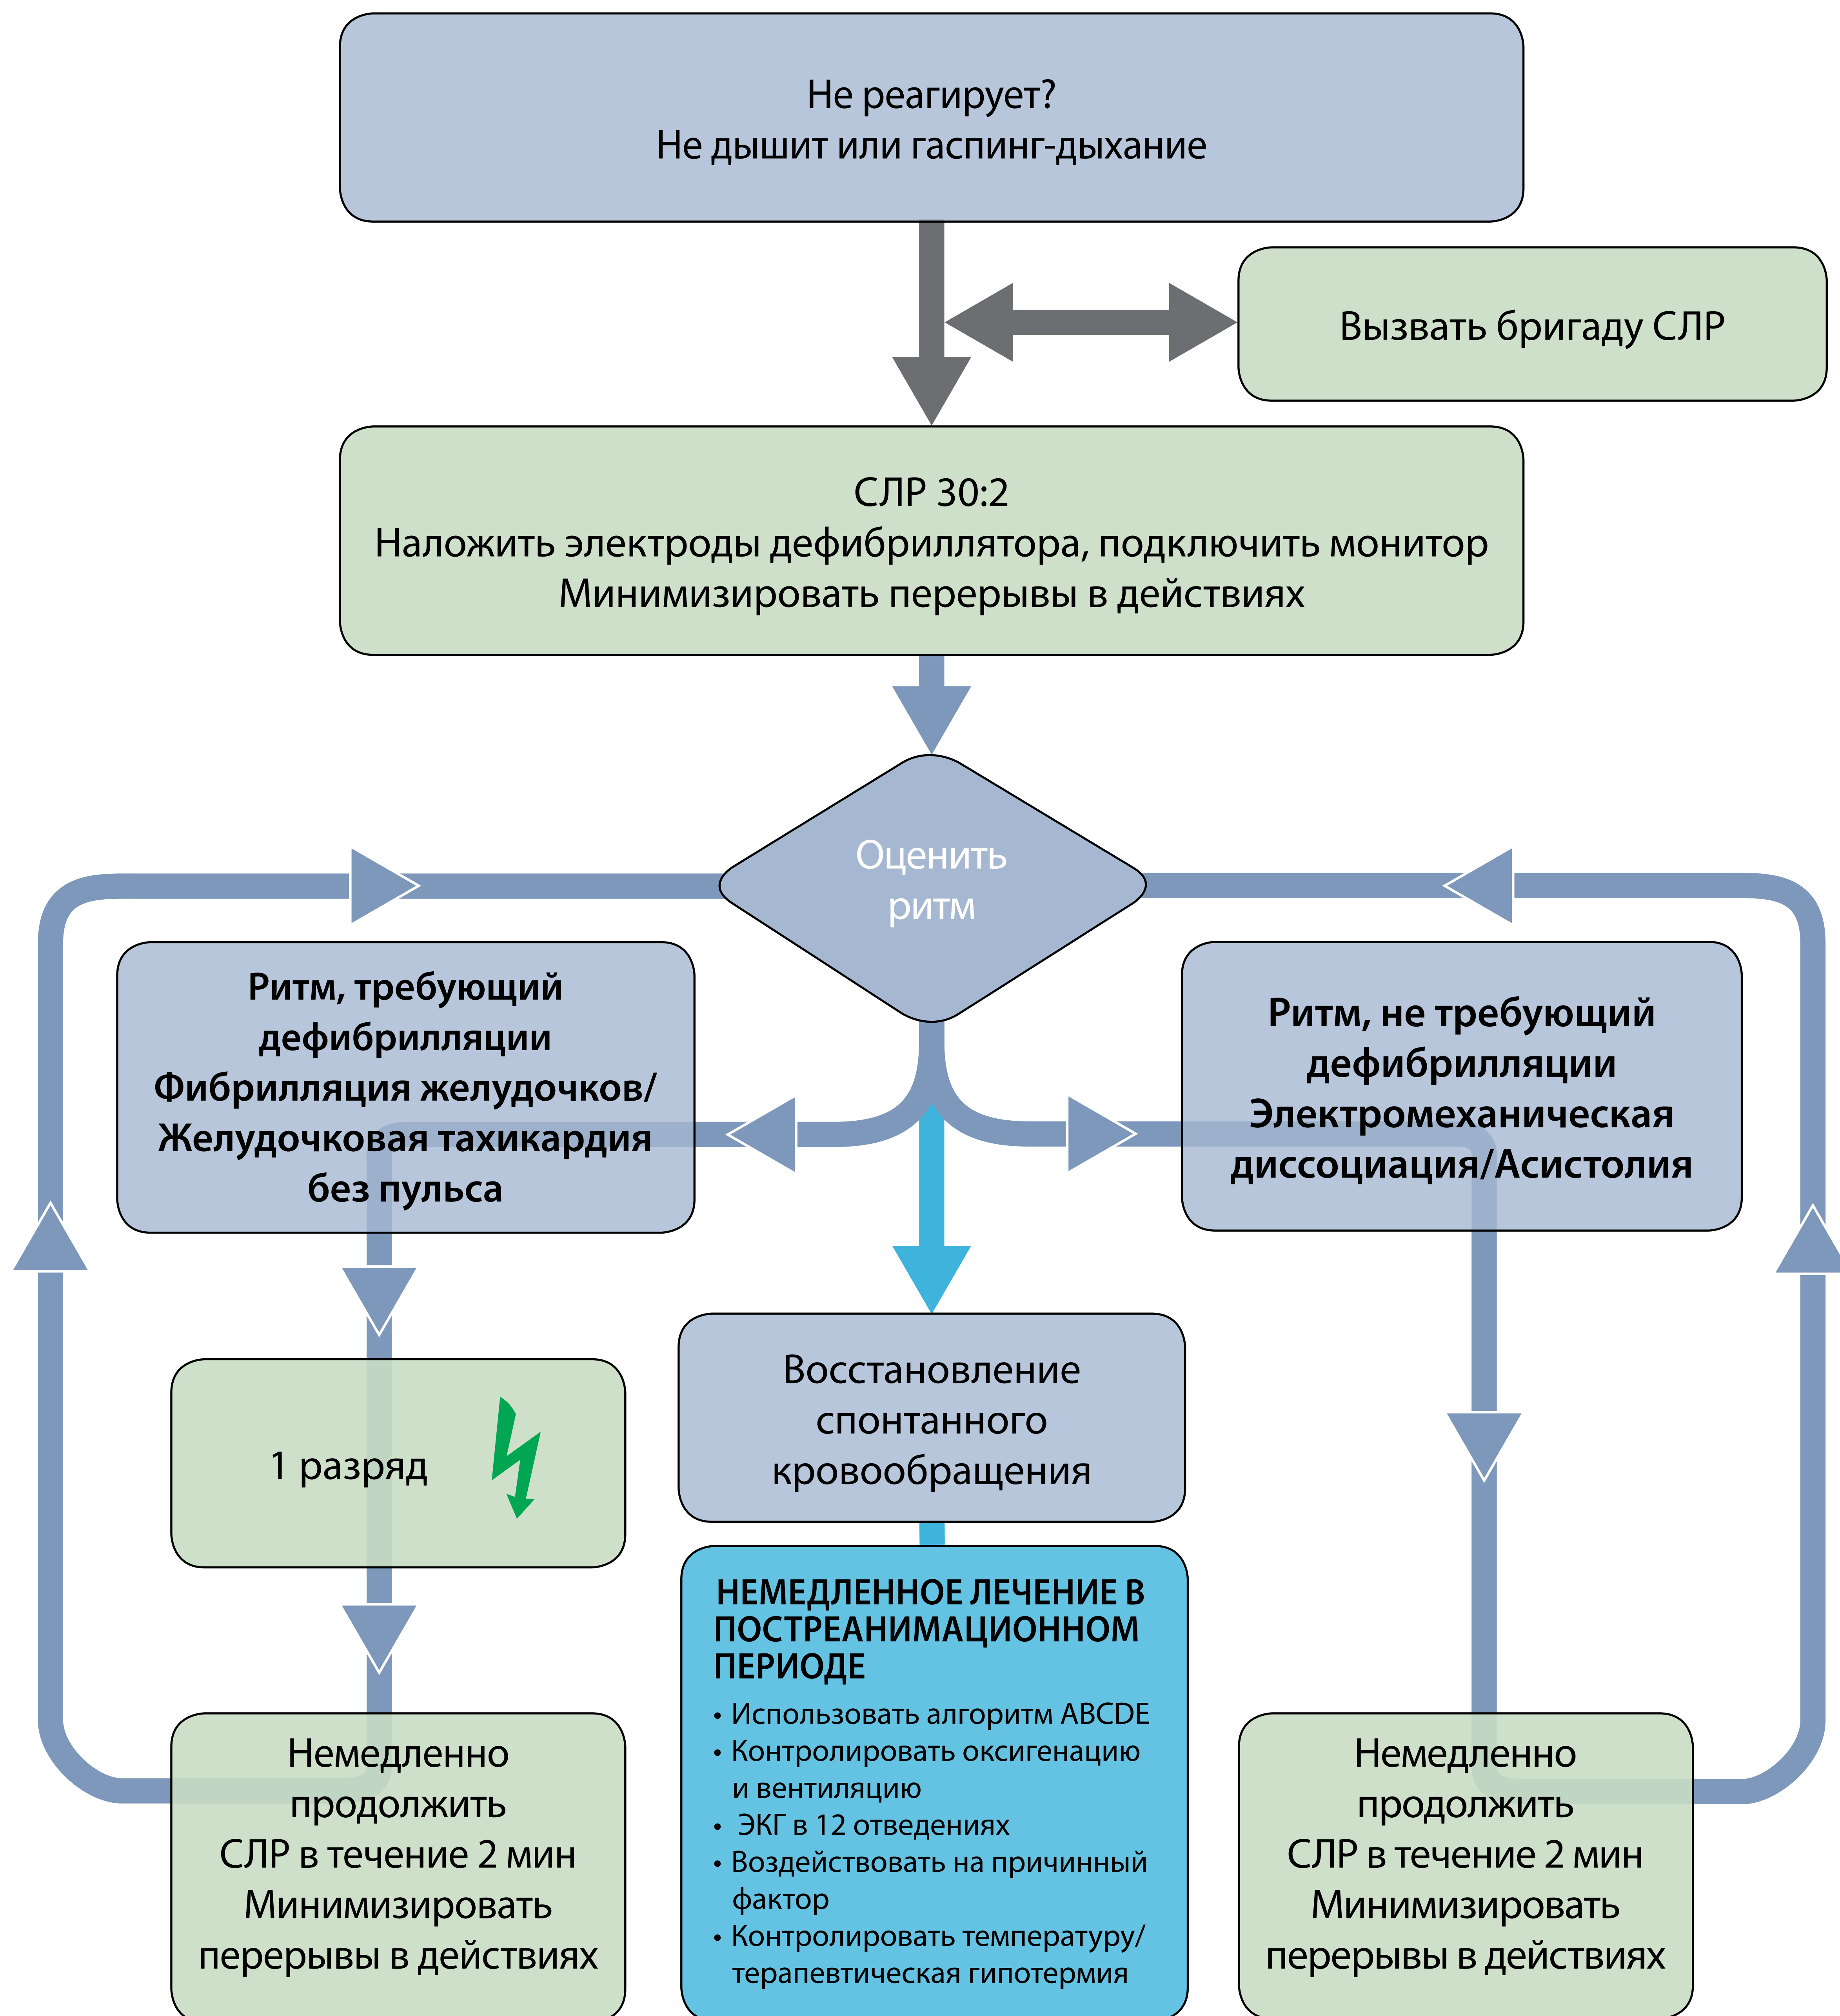 Не реагирует?
Не дышит или гаспинг-дыхание
Вызвать бригаду СЛР
СЛР 30:2
Наложить электроды дефибриллятора, подключить монитор
Минимизировать перерывы в действиях
Оценить
ритм
Ритм, требующий
дефибрилляции
Фибрилляция желудочков/
Желудочковая тахикардия
без пульса
Ритм, не требующий
дефибрилляции
Электромеханическая
диссоциация/Асистолия
1 разряд
Восстановление
спонтанного
кровообращения
Немедленно
продолжить
СЛР в течение 2 мин
Минимизировать
перерывы в действиях
НЕМЕДЛЕННОЕ ЛЕЧЕНИЕ В
ПОСТРЕАНИМАЦИОННОМ
ПЕРИОДЕ
• Использовать алгоритм ABCDE
• Контролировать оксигенацию
и вентиляцию
• ЭКГ в 12 отведениях
• Воздействовать на причинный
фактор
• Контролировать температуру/
терапевтическая гипотермия
Немедленно
продолжить
СЛР в течение 2 мин
Минимизировать
перерывы в действиях